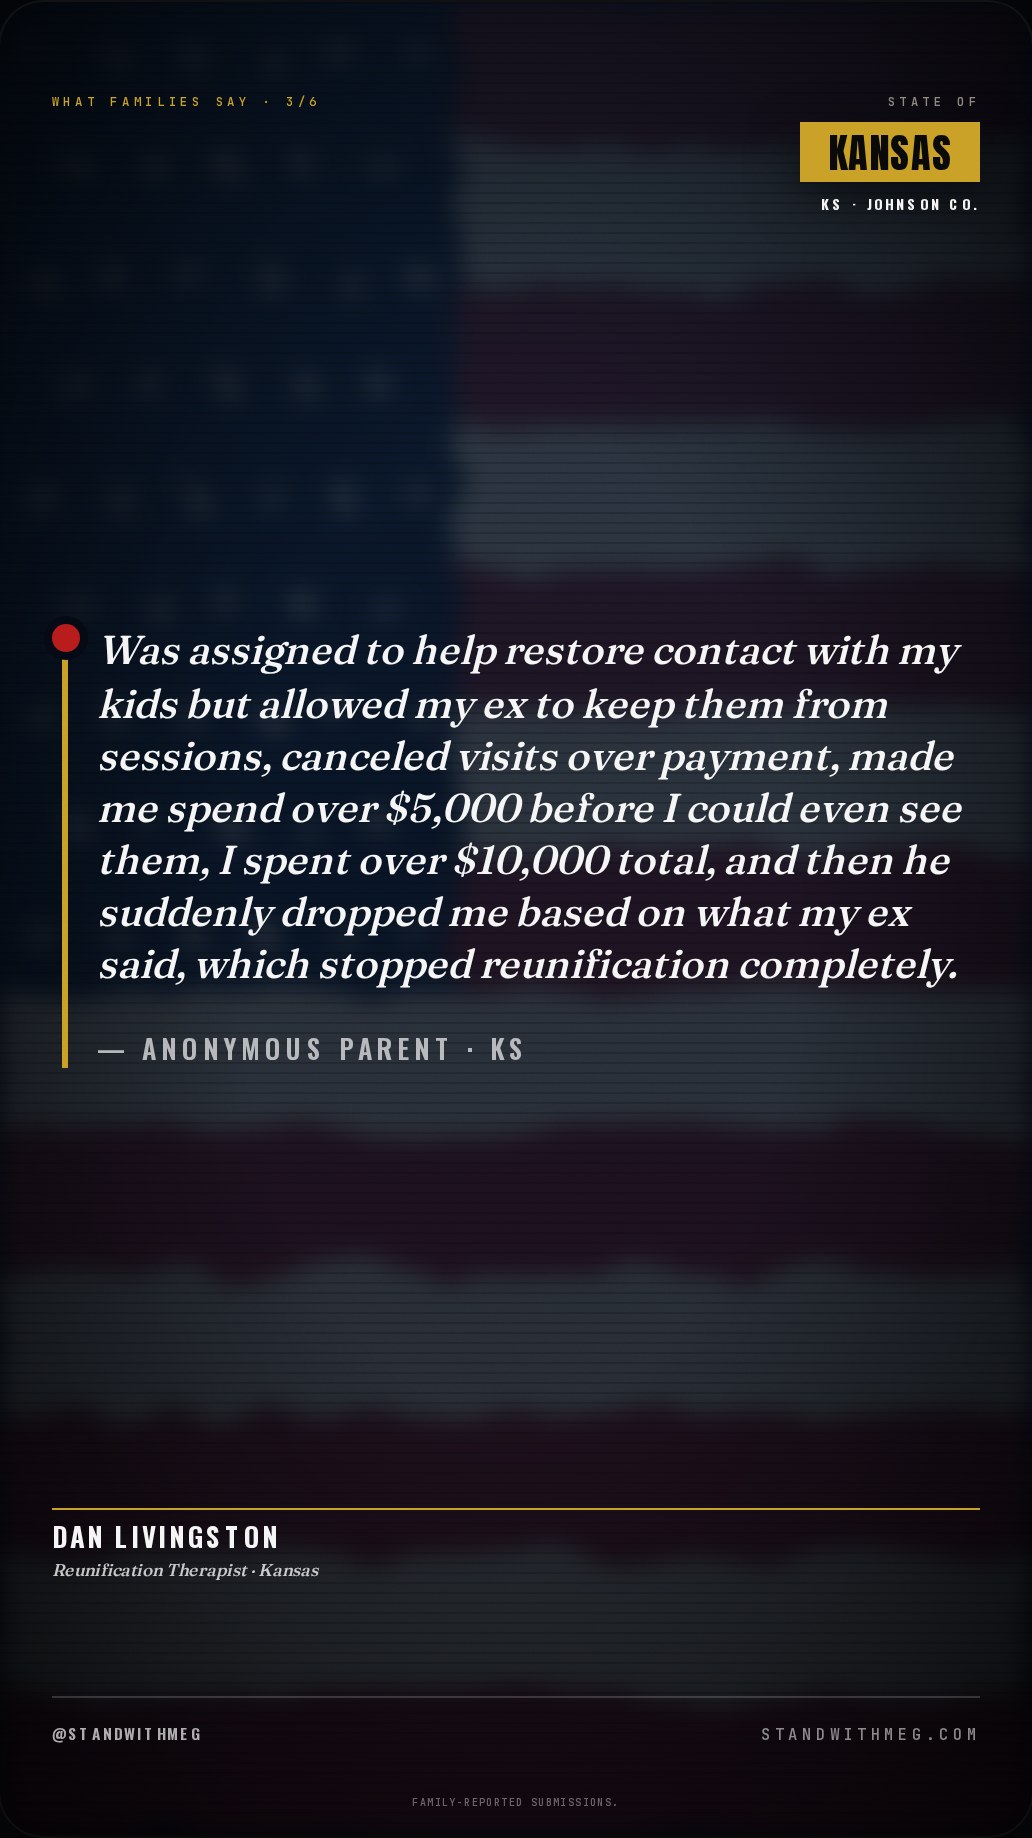 WHAT FAMILIES SAY · 3/6
STATE OF
KANSAS
KS · JOHNSON CO.
Was assigned to help restore contact with my
kids but allowed my ex to keep them from
sessions, canceled visits over payment, made
me spend over $5,000 before I could even see
them, I spent over $10,000 total, and then he
suddenly dropped me based on what my ex
said, which stopped reunification completely.
— ANONYMOUS PARENT · KS
DAN LIVINGSTON
Reunification Therapist · Kansas
@STANDWITHMEG
STANDWITHMEG.COM
FAMILY-REPORTED SUBMISSIONS.